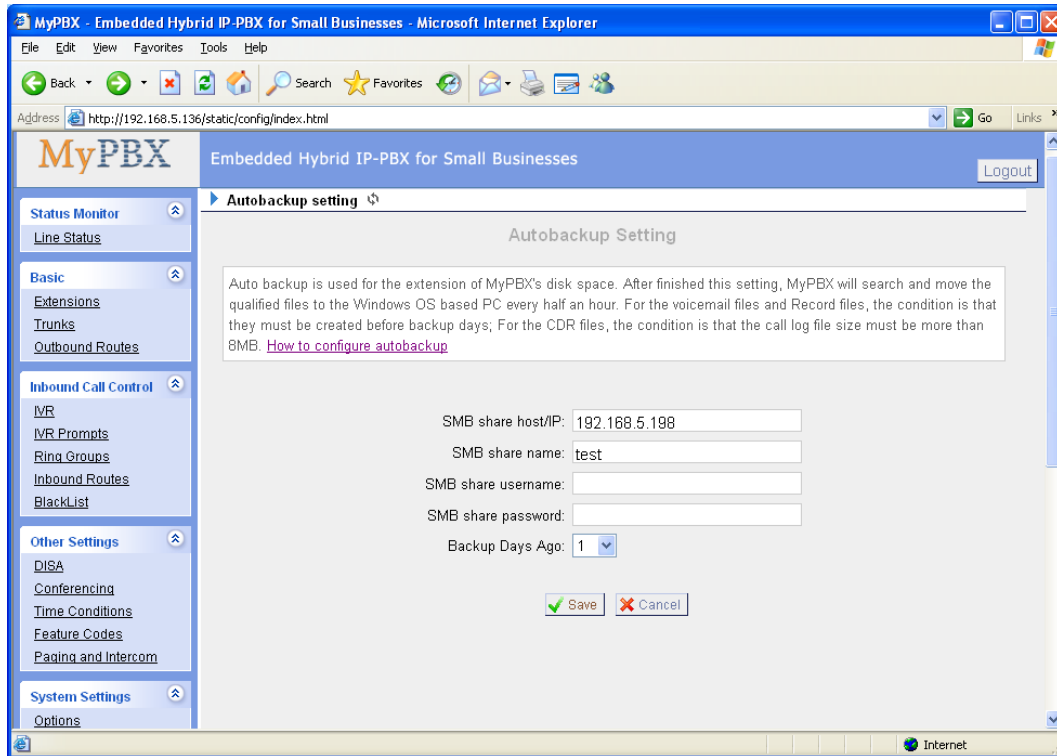 MyPBX - Embedded Hybrid IP-PBX for Small Businesses - Microsoft Internet Explorer
File Edit View Favorites Tools Help
Back Search Favorites
Address http://192.168.5.136/static/config/index.html Go Links »
MyPBX
Embedded Hybrid IP-PBX for Small Businesses
Logout
Status Monitor
Line Status
Basic
Extensions
Trunks
Outbound Routes
Inbound Call Control
IVR
IVR Prompts
Ring Groups
Inbound Routes
BlackList
Other Settings
DISA
Conferencing
Time Conditions
Feature Codes
Paging and Intercom
System Settings
Options
Autobackup setting
Autobackup Setting
Auto backup is used for the extension of MyPBX's disk space. After finished this setting, MyPBX will search and move the
qualified files to the Windows OS based PC every half an hour. For the voicemail files and Record files, the condition is that
they must be created before backup days; For the CDR files, the condition is that the call log file size must be more than
8MB. How to configure autobackup
SMB share host/IP: 192.168.5.198
SMB share name: test
SMB share username:
SMB share password:
Backup Days Ago: 1
Save Cancel
Internet